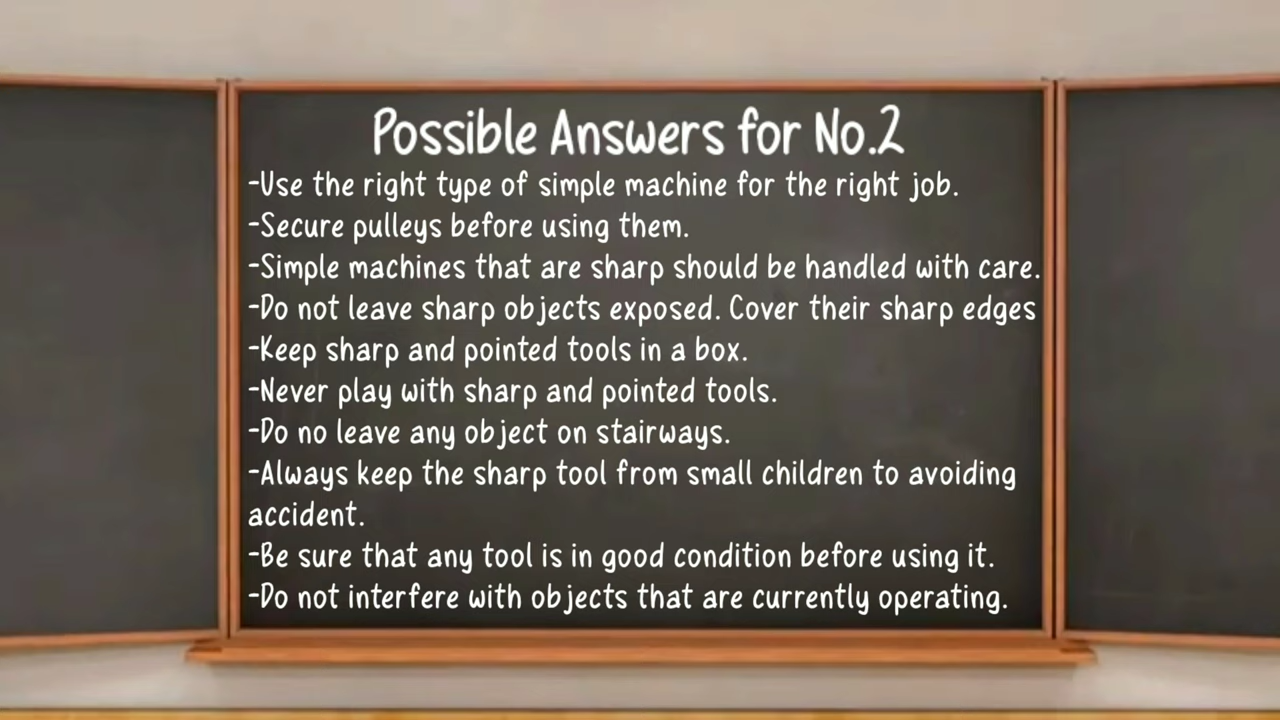 Possible Answers for No.2
-Use the right type of simple machine for the right job.
-Secure pulleys before using them.
-Simple machines that are sharp should be handled with care.
-Do not leave sharp objects exposed. Cover their sharp edges
-Keep sharp and pointed tools in a box.
-Never play with sharp and pointed tools.
-Do no leave any object on stairways.
-Always keep the sharp tool from small children to avoiding
accident.
-Be sure that any tool is in good condition before using it.
-Do not interfere with objects that are currently operating.